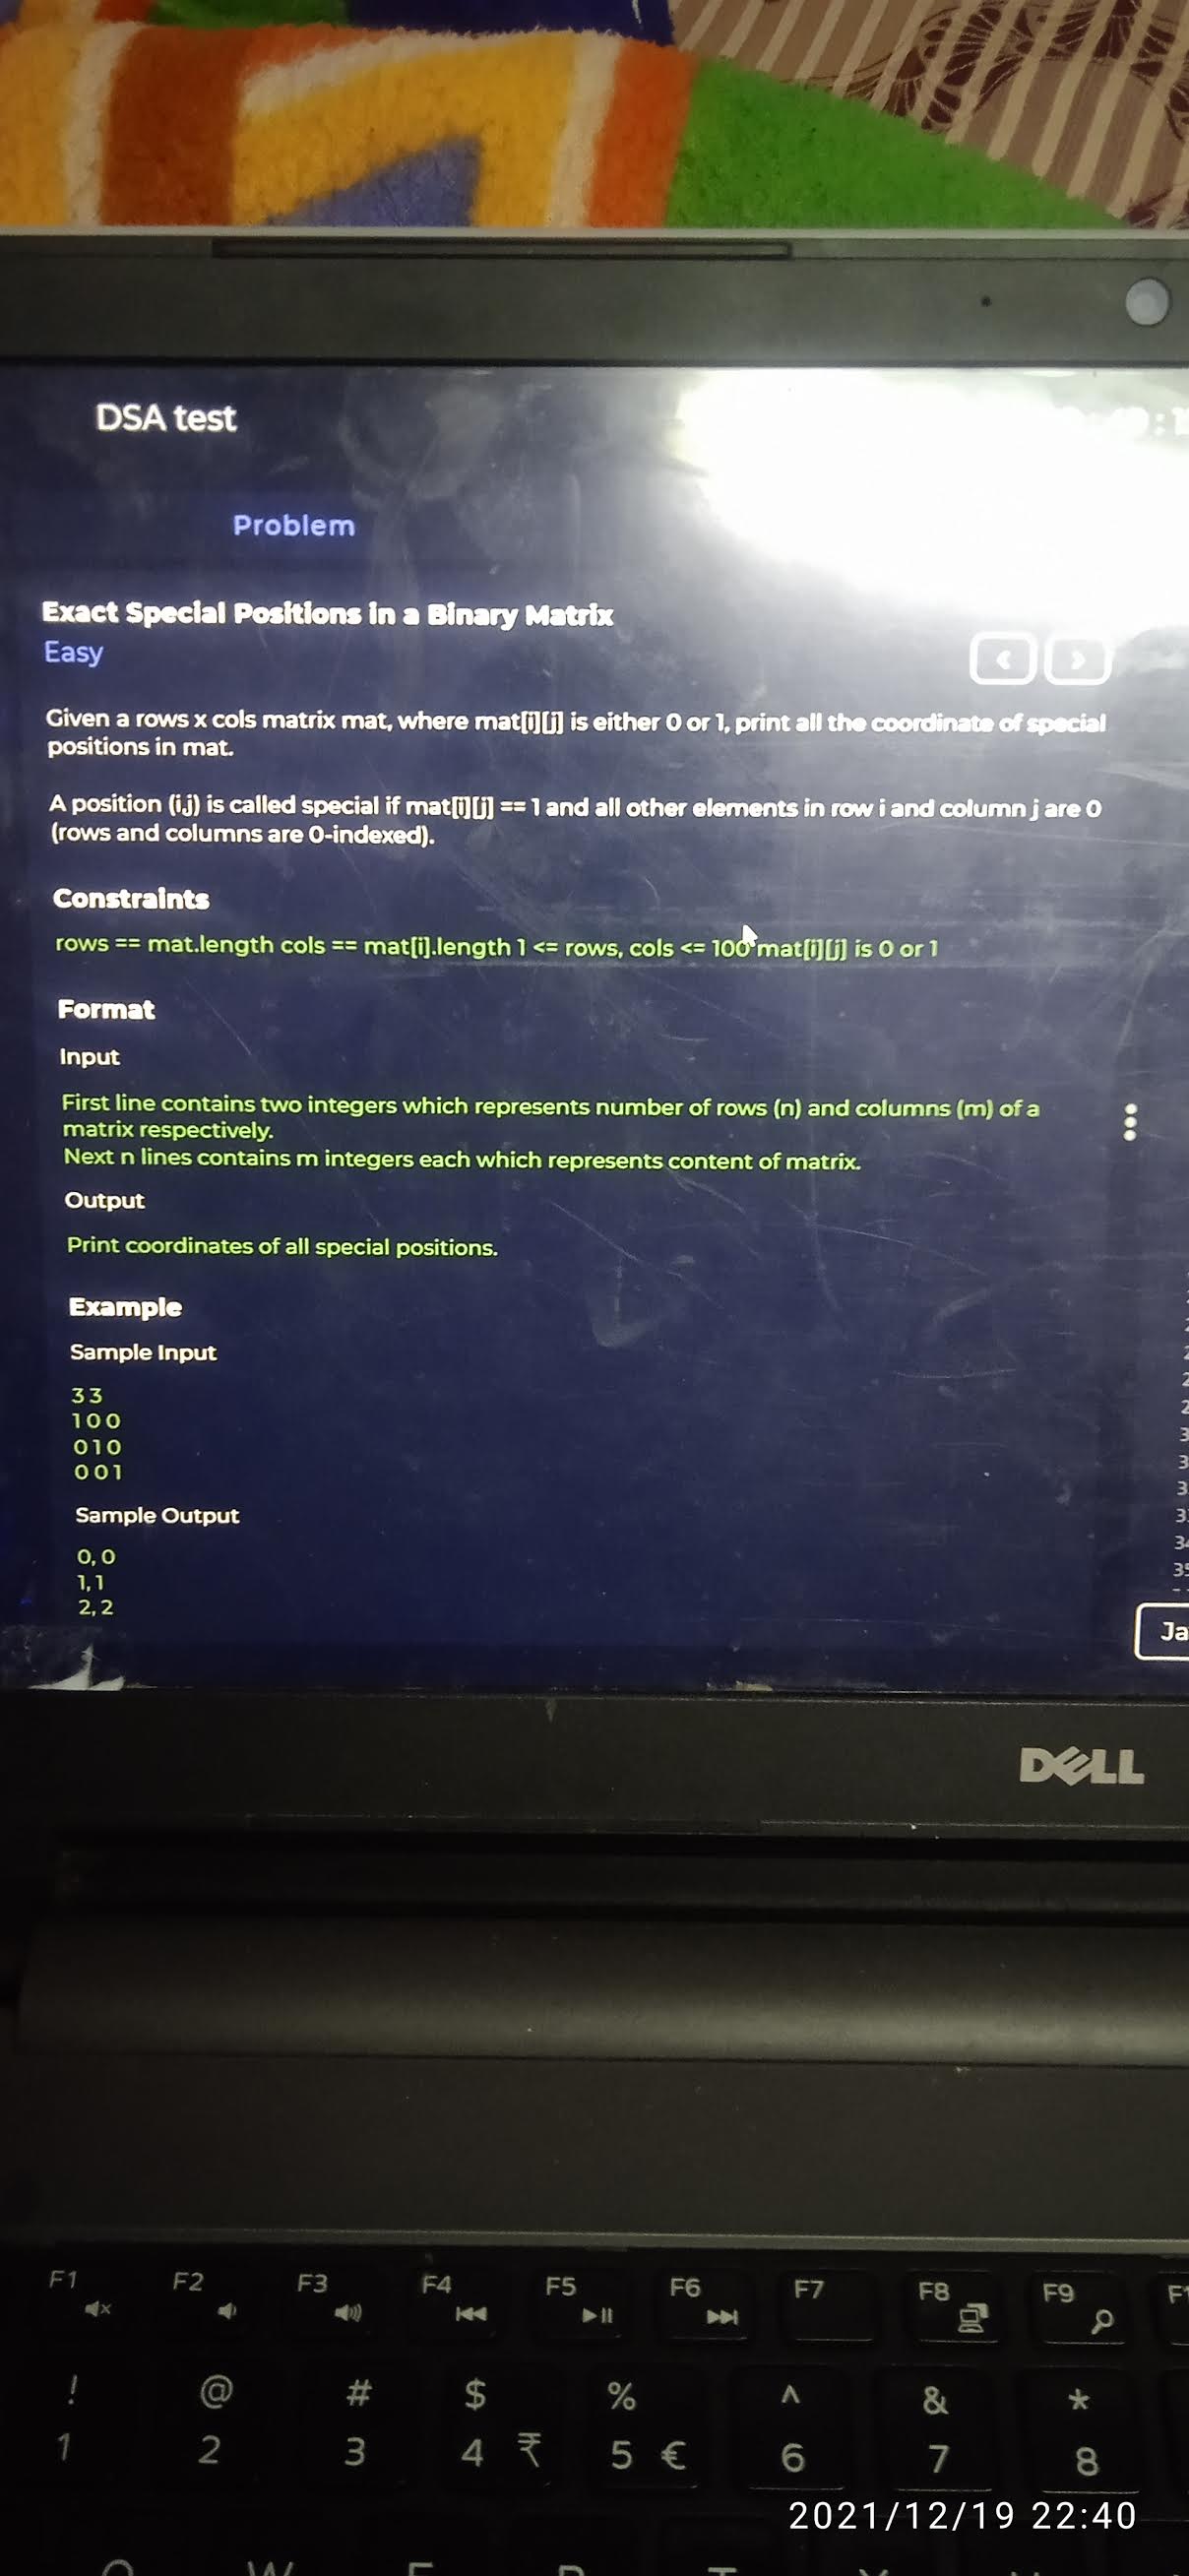 DSA test
Problem
Exact Special Positions in a Binary Matrix
Easy
Given a rows x cols matrix mat, where mat[i][j] is either 0 or 1, print all the coordinate of special
positions in mat.
A position (i,j) is called special if mat[i][j] == 1 and all other elements in row i and column j are 0
(rows and columns are 0-indexed).
Constraints
rows == mat.length cols == mat[i].length 1 <= rows, cols <= 100 mat[i][j] is 0 or 1
Format
Input
First line contains two integers which represents number of rows (n) and columns (m) of a
matrix respectively.
Next n lines contains m integers each which represents content of matrix.
Output
Print coordinates of all special positions.
Example
Sample Input
3 3
1 0 0
0 1 0
0 0 1
Sample Output
0, 0
1, 1
2, 2
Ja
DELL
F1 F2 F3 F4 F5 F6 F7 F8 F9
! @ # $ % ^ & *
1 2 3 4 ₹ 5 € 6 7 8
2021/12/19 22:40